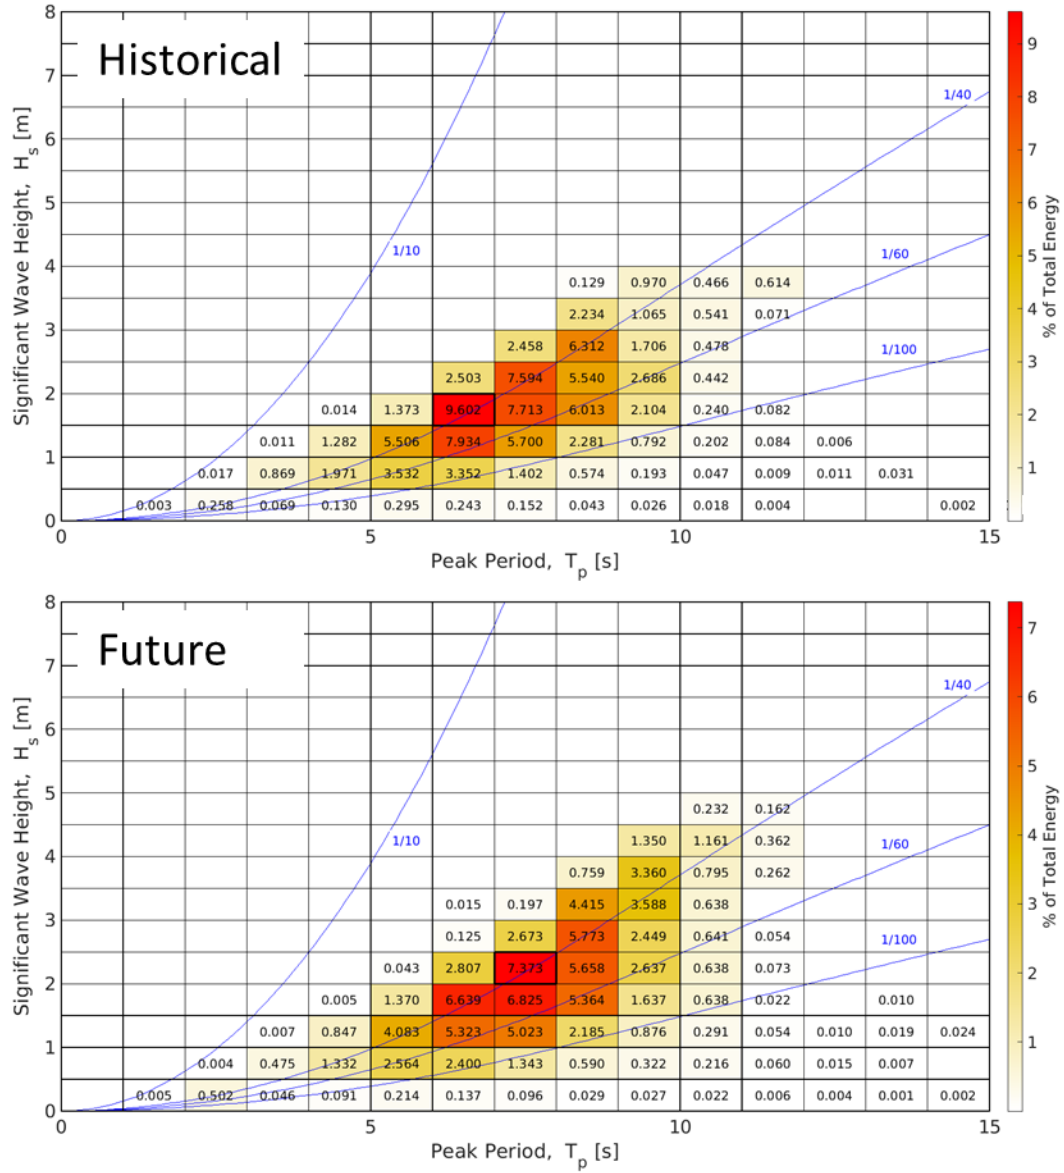 Historical
8
7
6
5
4
3
2
1
0
Significant Wave Height, H_s [m]
1/10
1/40
1/60
1/100
0.129 0.970 0.466 0.614
2.234 1.065 0.541 0.071
2.458 6.312 1.706 0.478
2.503 7.594 5.540 2.686 0.442
0.014 1.373 9.602 7.713 6.013 2.104 0.240 0.082
0.011 1.282 5.506 7.934 5.700 2.281 0.792 0.202 0.084 0.006
0.017 0.869 1.971 3.532 3.352 1.402 0.574 0.193 0.047 0.009 0.011 0.031
0.003 0.258 0.069 0.130 0.295 0.243 0.152 0.043 0.026 0.018 0.004 0.002
0 5 10 15
Peak Period, T_p [s]
9
8
7
6
5
4
3
2
1
% of Total Energy
Future
8
7
6
5
4
3
2
1
0
Significant Wave Height, H_s [m]
1/10
1/40
1/60
1/100
0.232 0.162
1.350 1.161 0.362
0.759 3.360 0.795 0.262
0.015 0.197 4.415 3.588 0.638
0.125 2.673 5.773 2.449 0.641 0.054
0.043 2.807 7.373 5.658 2.637 0.638 0.073
0.005 1.370 6.639 6.825 5.364 1.637 0.638 0.022 0.010
0.007 0.847 4.083 5.323 5.023 2.185 0.876 0.291 0.054 0.010 0.019 0.024
0.004 0.475 1.332 2.564 2.400 1.343 0.590 0.322 0.216 0.060 0.015 0.007
0.005 0.502 0.046 0.091 0.214 0.137 0.096 0.029 0.027 0.022 0.006 0.004 0.001 0.002
0 5 10 15
Peak Period, T_p [s]
7
6
5
4
3
2
1
% of Total Energy